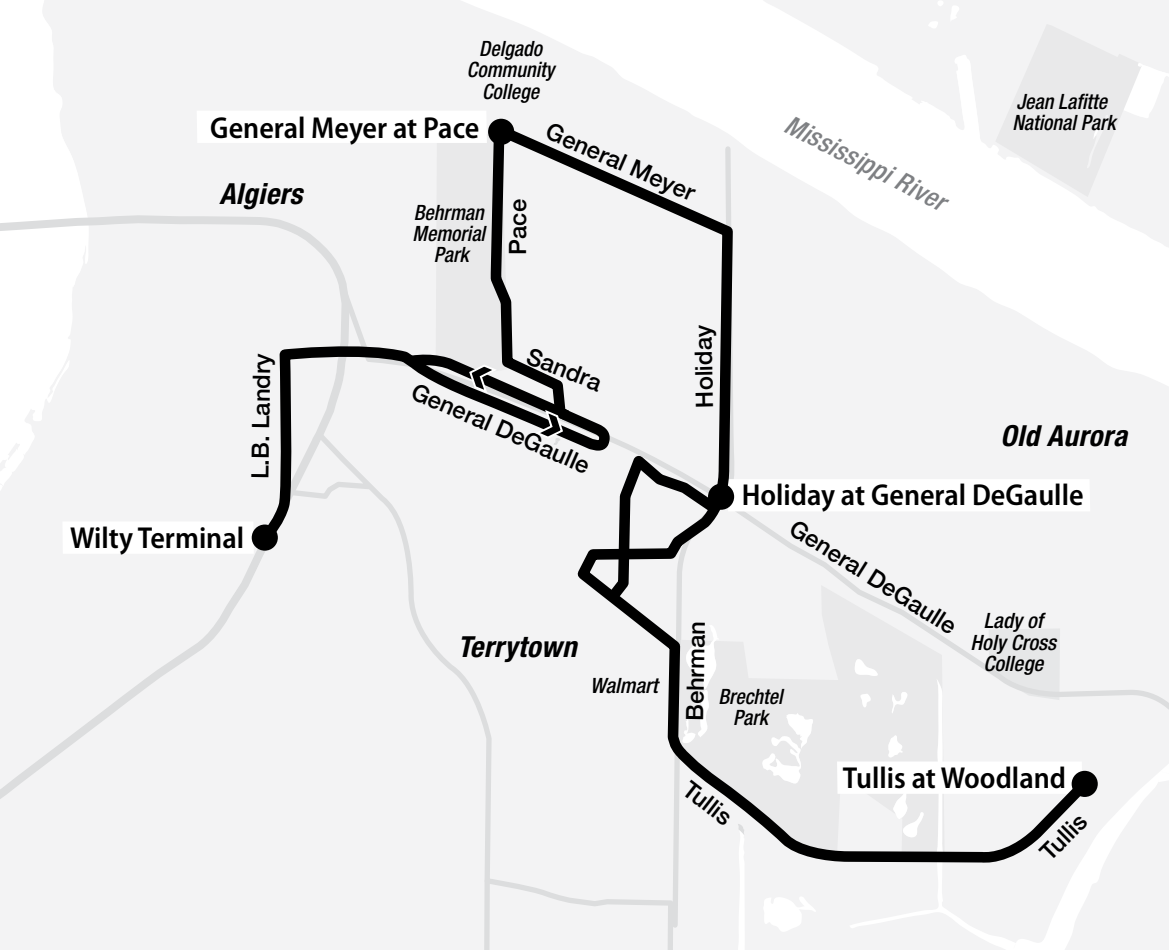 Delgado
Community
College
General Meyer at Pace
General Meyer
Jean Lafitte
National Park
Mississippi River
Algiers
Behrman
Memorial
Park
Pace
Holiday
Sandra
L.B. Landry
General DeGaulle
Old Aurora
Holiday at General DeGaulle
Wilty Terminal
General DeGaulle
Lady of
Holy Cross
College
Terrytown
Walmart
Behrman
Brechtel
Park
Tullis at Woodland
Tullis
Tullis